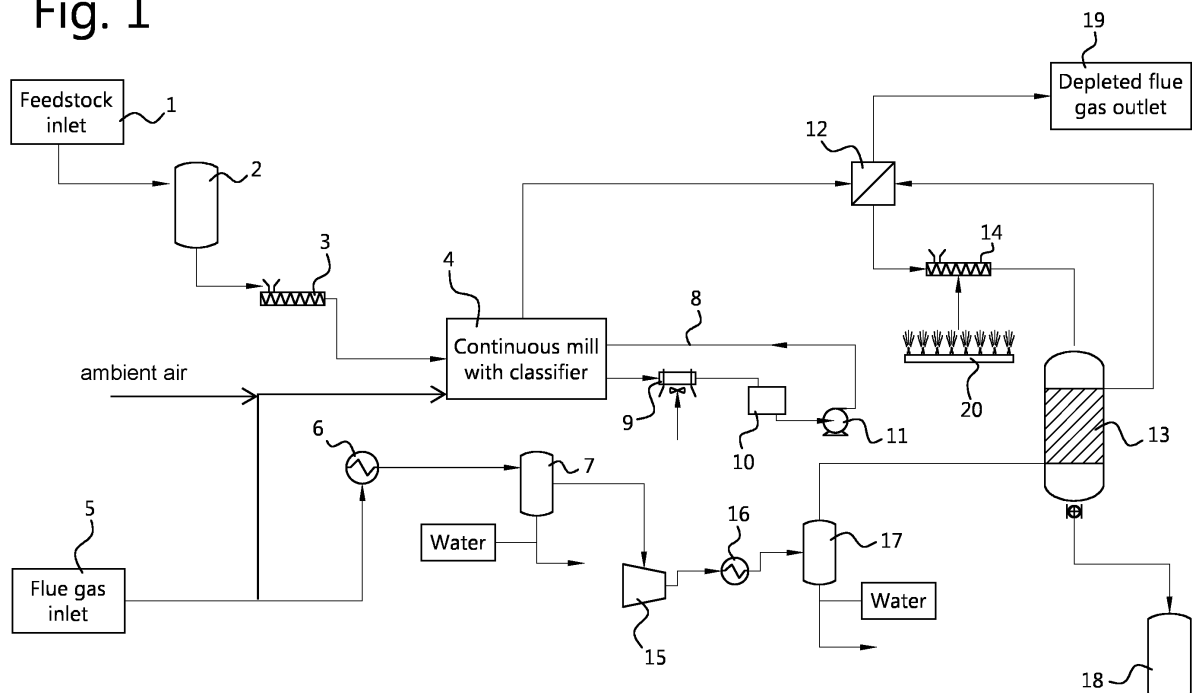 Fig. 1
19
Depleted flue
gas outlet
Feedstock
inlet
1
12
2
14
3
4
8
Continuous mill
with classifier
ambient air
9
10
11
20
13
6
7
5
16
17
Water
Flue gas
inlet
Water
15
18